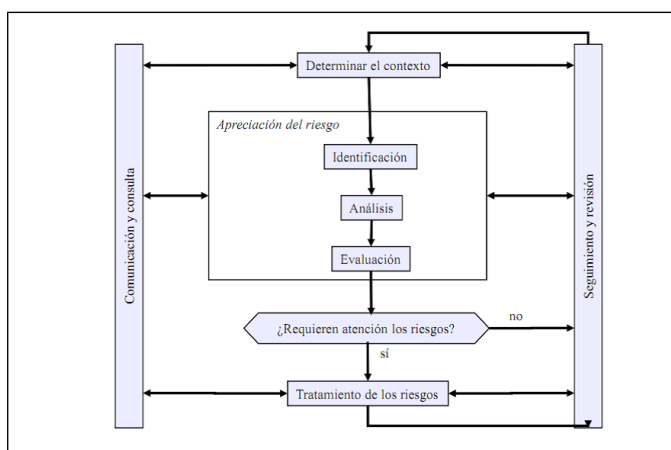 Determinar el contexto
Apreciación del riesgo
Identificación
Análisis
Evaluación
¿Requieren atención los riesgos?
no
sí
Tratamiento de los riesgos
Comunicación y consulta
Seguimiento y revisión